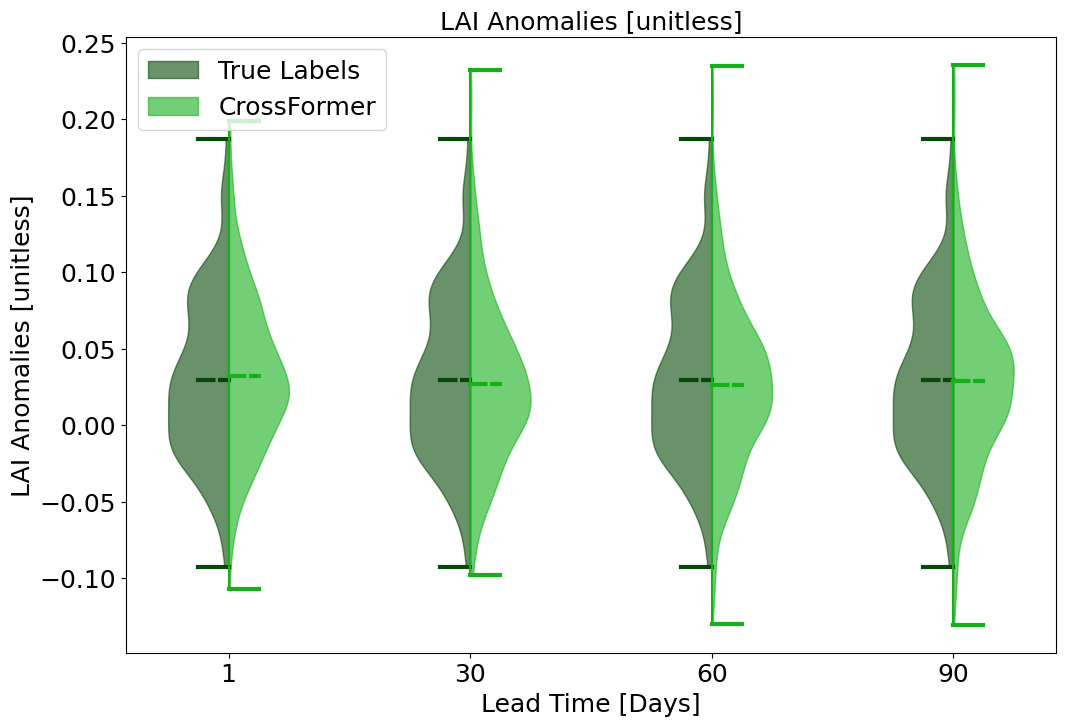 LAI Anomalies [unitless]
True Labels
CrossFormer
LAI Anomalies [unitless]
0.25
0.20
0.15
0.10
0.05
0.00
−0.05
−0.10
1 30 60 90
Lead Time [Days]